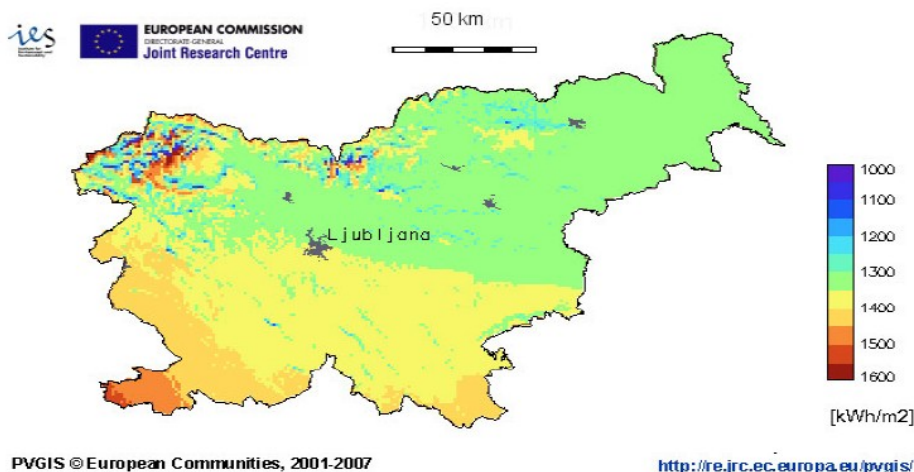 ies
EUROPEAN COMMISSION
DIRECTORATE-GENERAL
Joint Research Centre
50 km
Ljubljana
1000
1100
1200
1300
1400
1500
1600
[kWh/m2]
PVGIS © European Communities, 2001-2007
http://re.jrc.ec.europa.eu/pvgis/